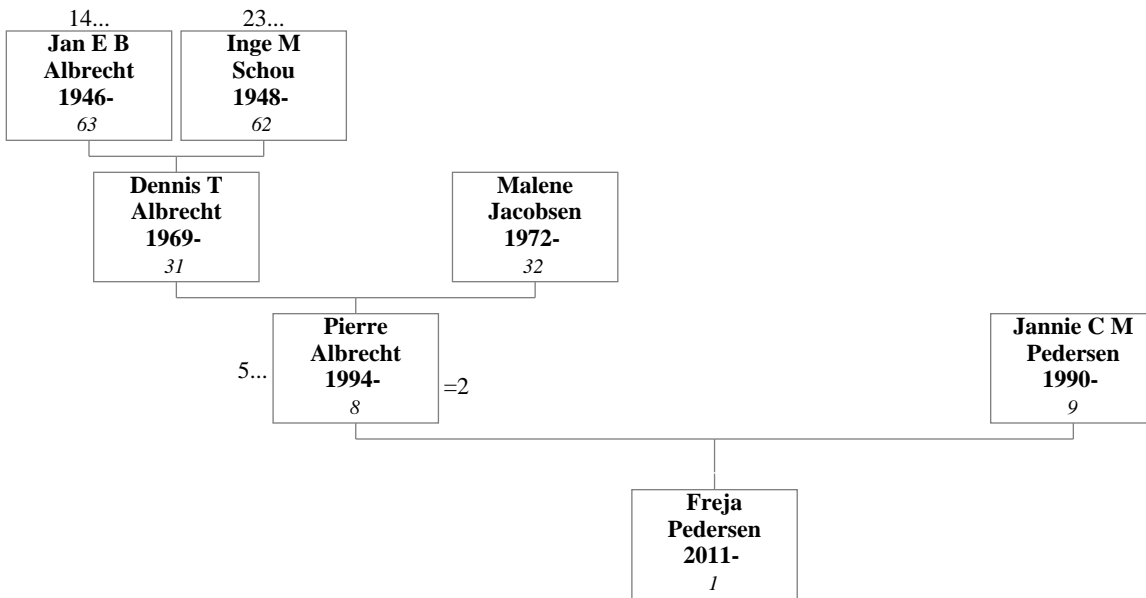 14...
23...
Jan E B
Albrecht
1946-
63
Inge M
Schou
1948-
62
Dennis T
Albrecht
1969-
31
Malene
Jacobsen
1972-
32
5...
Pierre
Albrecht
1994-
8
=2
Jannie C M
Pedersen
1990-
9
Freja
Pedersen
2011-
1